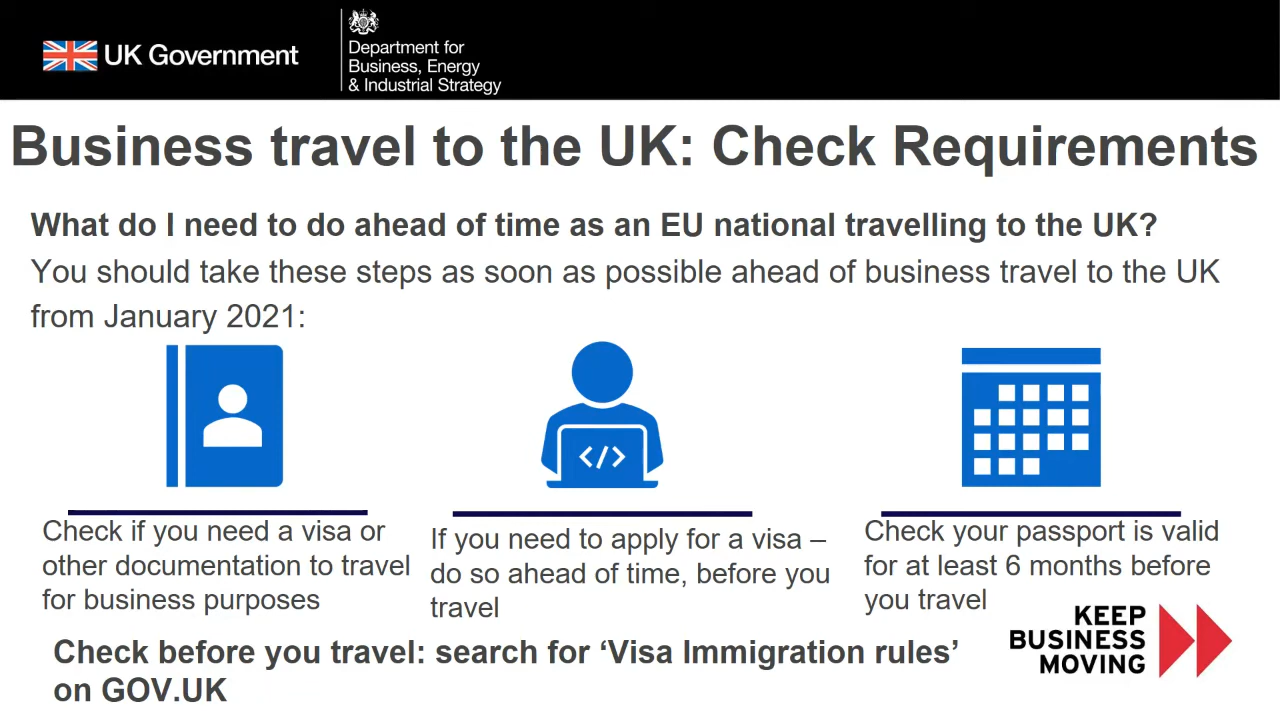 UK Government
Department for
Business, Energy
& Industrial Strategy
Business travel to the UK: Check Requirements
What do I need to do ahead of time as an EU national travelling to the UK?
You should take these steps as soon as possible ahead of business travel to the UK
from January 2021:
</>
Check if you need a visa or
other documentation to travel
for business purposes
If you need to apply for a visa –
do so ahead of time, before you
travel
Check your passport is valid
for at least 6 months before
you travel
KEEP
BUSINESS
MOVING
Check before you travel: search for ‘Visa Immigration rules’
on GOV.UK